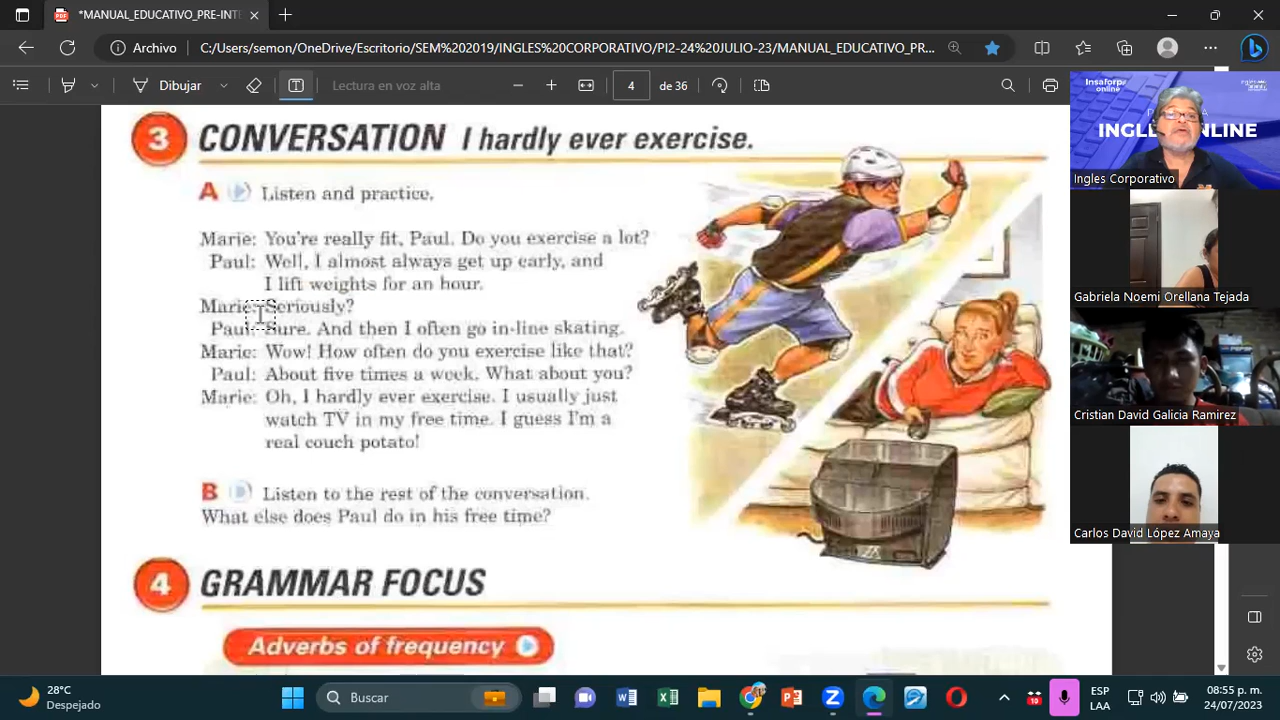 *MANUAL_EDUCATIVO_PRE-INTE
Archivo
C:/Users/semon/OneDrive/Escritorio/SEM%202019/INGLES%20CORPORATIVO/PI2-24%20JULIO-23/MANUAL_EDUCATIVO_PR...
Dibujar
Lectura en voz alta
4
de 36
3 CONVERSATION I hardly ever exercise.
A Listen and practice.
Marie: You're really fit, Paul. Do you exercise a lot?
Paul: Well, I almost always get up early, and
I lift weights for an hour.
Marie: Seriously?
Paul: Sure. And then I often go in-line skating.
Marie: Wow! How often do you exercise like that?
Paul: About five times a week. What about you?
Marie: Oh, I hardly ever exercise. I usually just
watch TV in my free time. I guess I'm a
real couch potato!
B Listen to the rest of the conversation.
What else does Paul do in his free time?
4 GRAMMAR FOCUS
Adverbs of frequency
Insaforp
online
INGLES ONLINE
Ingles Corporativo
Gabriela Noemi Orellana Tejada
Cristian David Galicia Ramirez
Carlos David López Amaya
28°C
Despejado
Buscar
10
ESP
LAA
08:55 p. m.
24/07/2023